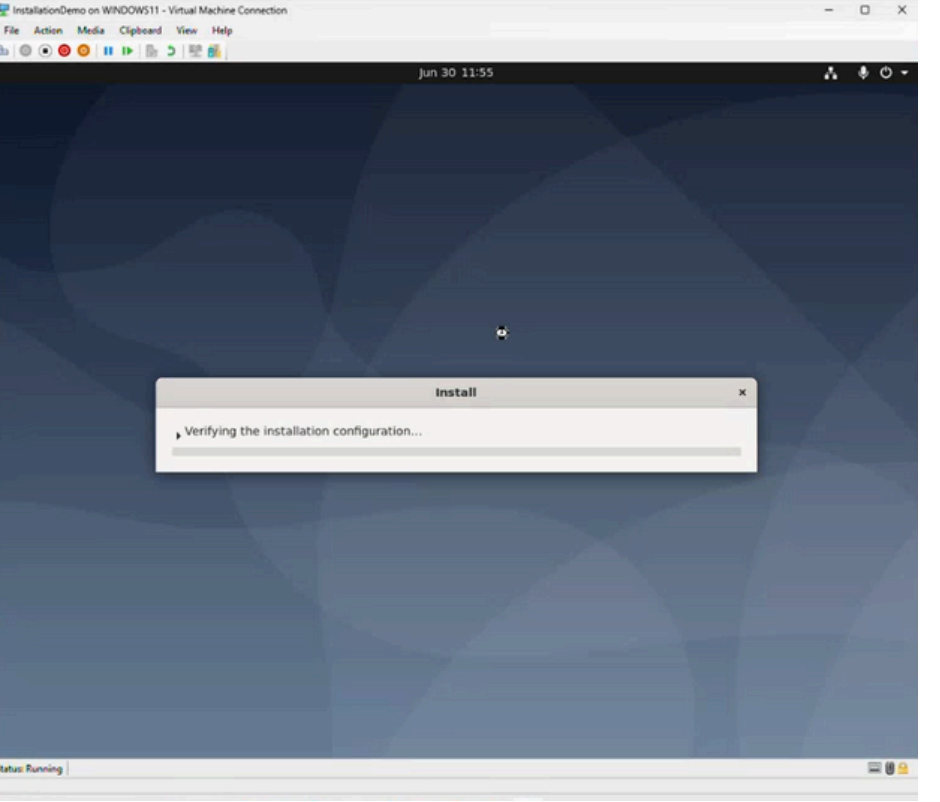 InstallationDemo on WINDOWS11 - Virtual Machine Connection
File Action Media Clipboard View Help
Jun 30 11:55
Install
Verifying the installation configuration...
tatus: Running